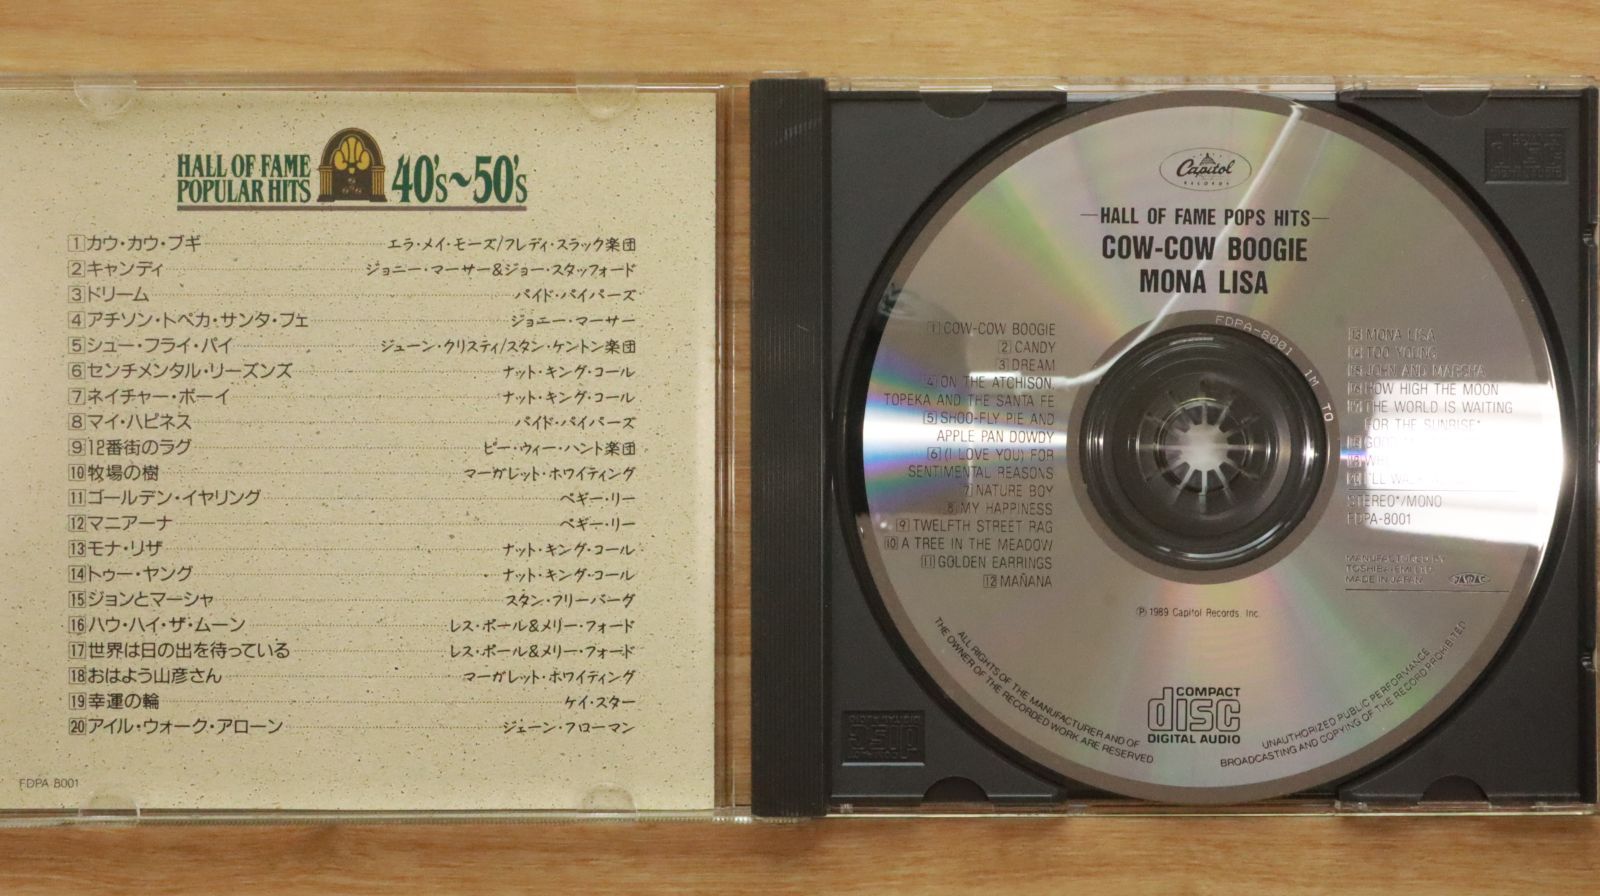 HALL OF FAME
POPULAR HITS
40's~50's
1 カウ・カウ・ブギ エラ・メイ・モーズ/フレディ・スラック楽団
2 キャンディ ジョニー・マーサー&ジョー・スタッフォード
3 ドリーム パイド・パイパーズ
4 アチソン・トペカ・サンタ・フェ ジョニー・マーサー
5 シュー・フライ・パイ ジューン・クリスティ/スタン・ケントン楽団
6 センチメンタル・リーズンズ ナット・キング・コール
7 ネイチャー・ボーイ ナット・キング・コール
8 マイ・ハピネス パイド・パイパーズ
9 12番街のラグ ピー・ウィー・ハント楽団
10 牧場の樹 マーガレット・ホワイティング
11 ゴールデン・イヤリング ペギー・リー
12 マニアーナ ペギー・リー
13 モナ・リザ ナット・キング・コール
14 トゥー・ヤング ナット・キング・コール
15 ジョンとマーシャ スタン・フリーバーグ
16 ハウ・ハイ・ザ・ムーン レス・ポール&メリー・フォード
17 世界は日の出を待っている レス・ポール&メリー・フォード
18 おはよう山彦さん マーガレット・ホワイティング
19 幸運の輪 ケイ・スター
20 アイル・ウォーク・アローン ジェーン・フローマン
FDPA 8001
Capitol
RECORDS
—HALL OF FAME POPS HITS—
COW-COW BOOGIE
MONA LISA
FDPA-8001 1M TO
1 COW-COW BOOGIE
2 CANDY
3 DREAM
4 ON THE ATCHISON,
TOPEKA AND THE SANTA FE
5 SHOO-FLY PIE AND
APPLE PAN DOWDY
6 (I LOVE YOU) FOR
SENTIMENTAL REASONS
7 NATURE BOY
8 MY HAPPINESS
9 TWELFTH STREET RAG
10 A TREE IN THE MEADOW
11 GOLDEN EARRINGS
12 MAÑANA
13 MONA LISA
14 TOO YOUNG
15 JOHN AND MARSHA
16 HOW HIGH THE MOON
17 THE WORLD IS WAITING
FOR THE SUNRISE*
STEREO*/MONO
FDPA-8001
MANUFACTURED BY
TOSHIBA-EMI LTD.
MADE IN JAPAN
JASRAC
Ⓟ1989 Capitol Records, Inc.
ALL RIGHTS OF THE MANUFACTURER AND OF
THE OWNER OF THE RECORDED WORK ARE RESERVED
COMPACT
disc
DIGITAL AUDIO
UNAUTHORIZED PUBLIC PERFORMANCE
BROADCASTING AND COPYING OF THE RECORD PROHIBITED